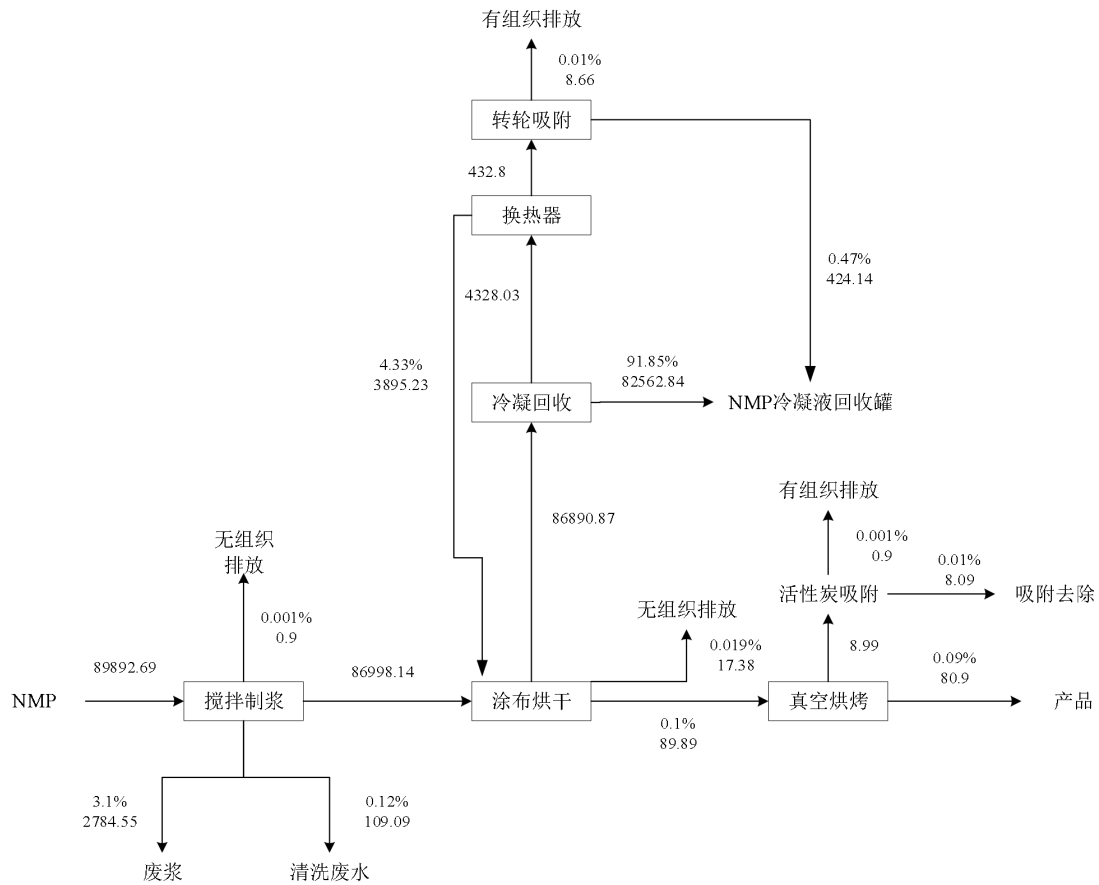 有组织排放
0.01%
8.66
转轮吸附
432.8
换热器
0.47%
424.14
4328.03
4.33%
3895.23
91.85%
82562.84
冷凝回收
NMP冷凝液回收罐
86890.87
有组织排放
0.001%
0.9
0.01%
8.09
活性炭吸附
吸附去除
无组织
排放
0.001%
0.9
无组织排放
0.019%
17.38
8.99
0.09%
80.9
89892.69
86998.14
NMP
搅拌制浆
涂布烘干
真空烘烤
产品
0.1%
89.89
3.1%
2784.55
0.12%
109.09
废浆
清洗废水